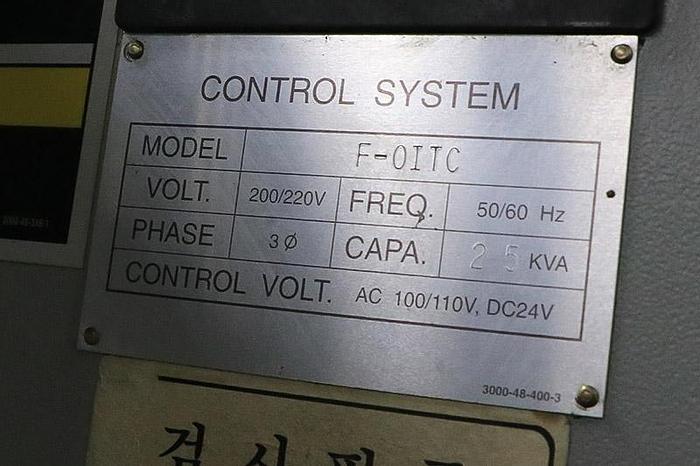 CONTROL SYSTEM
MODEL F-0ITC
VOLT. 200/220V FREQ. 50/60 Hz
PHASE 3Ø CAPA. 25 KVA
CONTROL VOLT. AC 100/110V, DC24V
3000-48-400-3